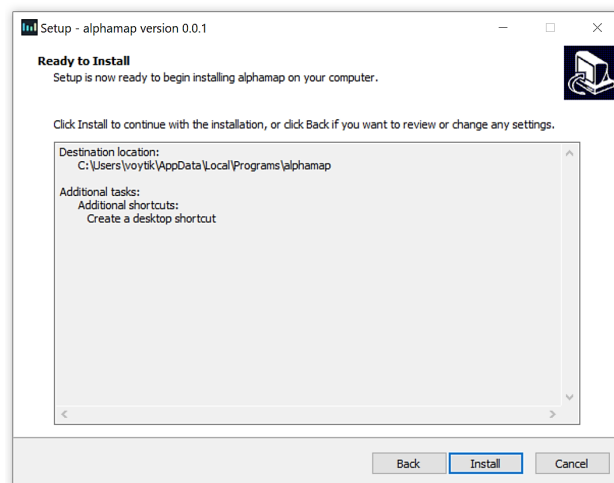 Setup - alphamap version 0.0.1
Ready to Install
Setup is now ready to begin installing alphamap on your computer.
Click Install to continue with the installation, or click Back if you want to review or change any settings.
Destination location:
C:\Users\voytik\AppData\Local\Programs\alphamap
Additional tasks:
Additional shortcuts:
Create a desktop shortcut
Back
Install
Cancel